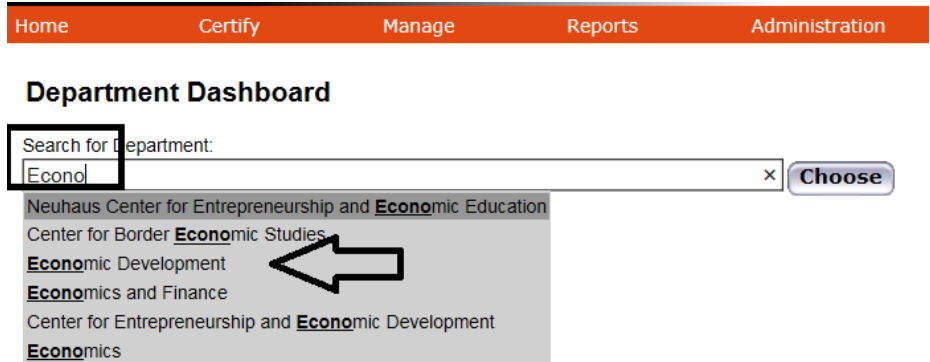 Home Certify Manage Reports Administration
Department Dashboard
Search for Department:
Econo × Choose
Neuhaus Center for Entrepreneurship and Economic Education
Center for Border Economic Studies
Economic Development
Economics and Finance
Center for Entrepreneurship and Economic Development
Economics